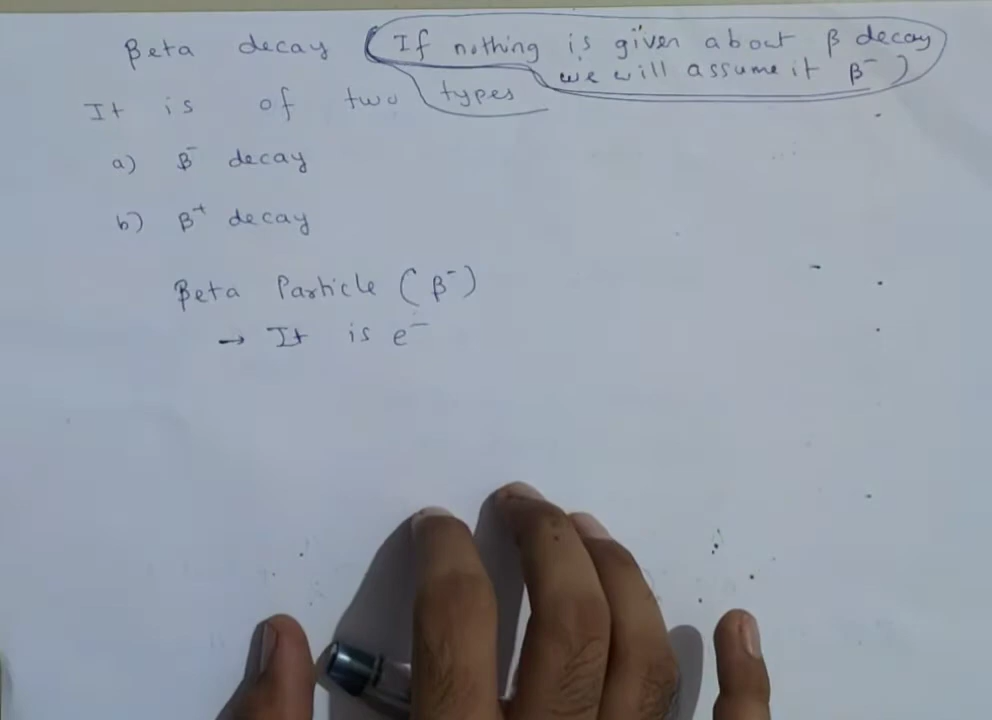 Beta decay (If nothing is given about β decay
we will assume it β⁻)
It is of two types
a) β⁻ decay
b) β⁺ decay
Beta Particle (β⁻)
→ It is e⁻